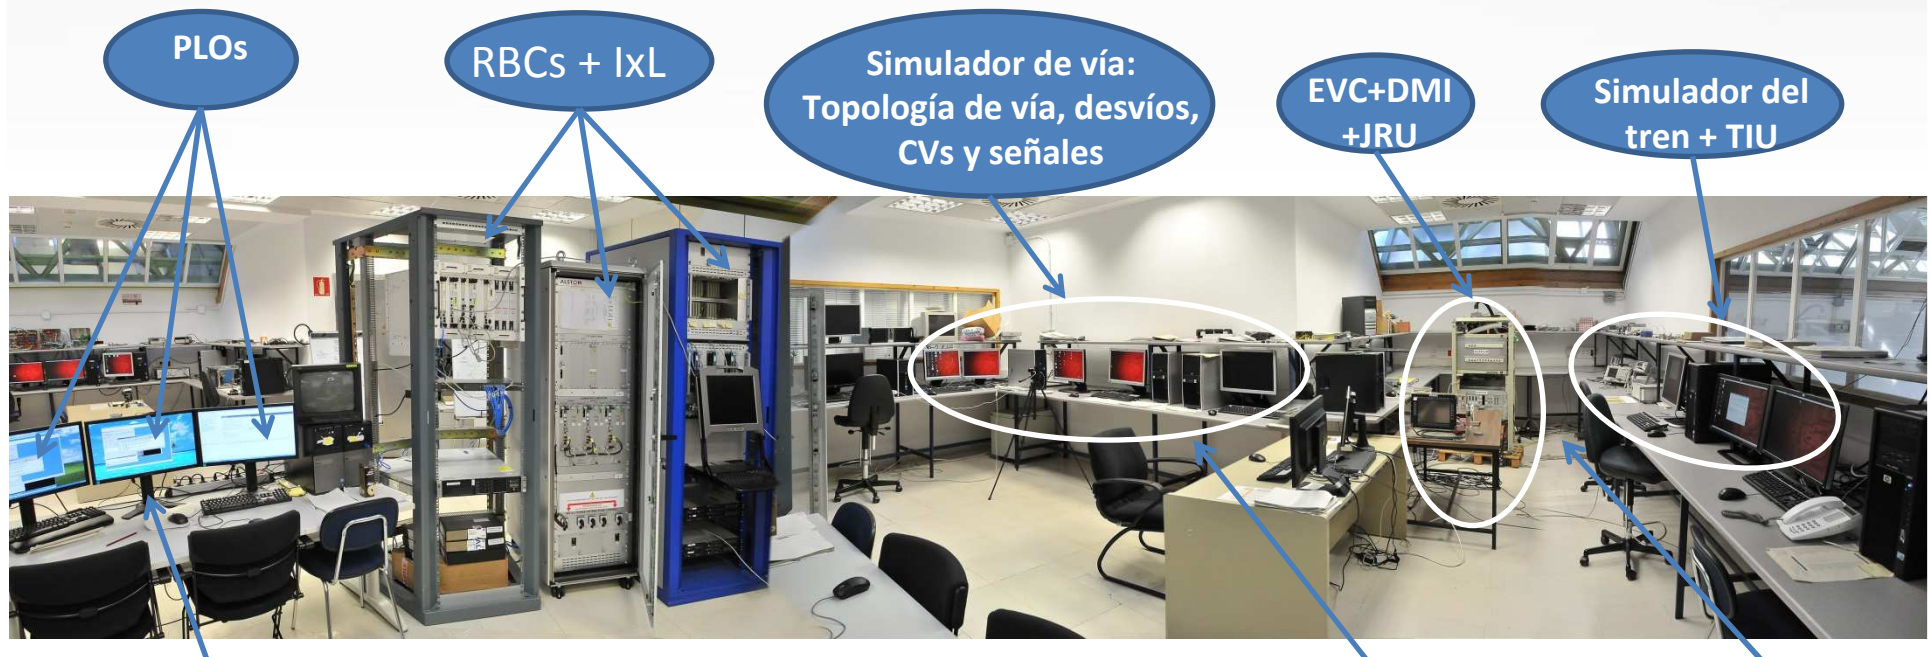 PLOs
RBCs + IxL
Simulador de vía:
Topología de vía, desvíos,
CVs y señales
EVC+DMI
+JRU
Simulador del
tren + TIU
ALSTOM